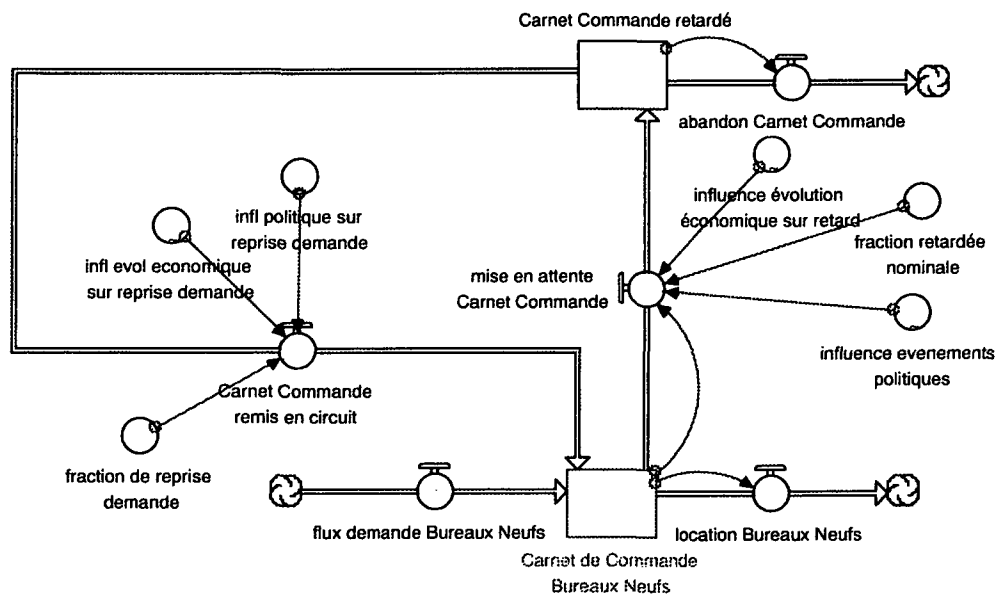 Carnet Commande retardé
abandon Carnet Commande
influence évolution
économique sur retard
infl politique sur
reprise demande
fraction retardée
nominale
infl evol economique
sur reprise demande
mise en attente
Carnet Commande
influence evenements
politiques
Carnet Commande
remis en circuit
fraction de reprise
demande
flux demande Bureaux Neufs
location Bureaux Neufs
Carnet de Commande
Bureaux Neufs